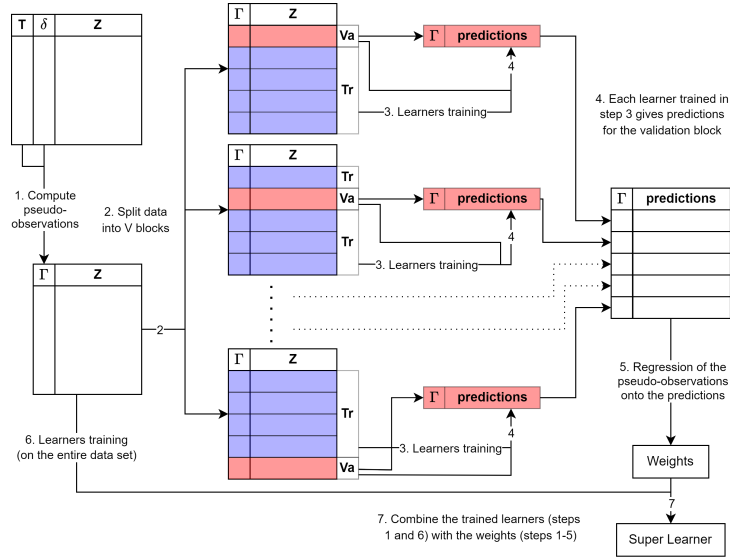 T δ Z
1. Compute
pseudo-
observations
Γ Z
2. Split data
into V blocks
2
6. Learners training
(on the entire data set)
Γ Z
Va
Tr
3. Learners training
4
Γ predictions
Γ Z
Tr
Va
Tr
3. Learners training
4
Γ predictions
Γ Z
Tr
Va
3. Learners training
4
Γ predictions
4. Each learner trained in
step 3 gives predictions
for the validation block
Γ predictions
5. Regression of the
pseudo-observations
onto the predictions
Weights
7
7. Combine the trained learners (steps
1 and 6) with the weights (steps 1-5)
Super Learner